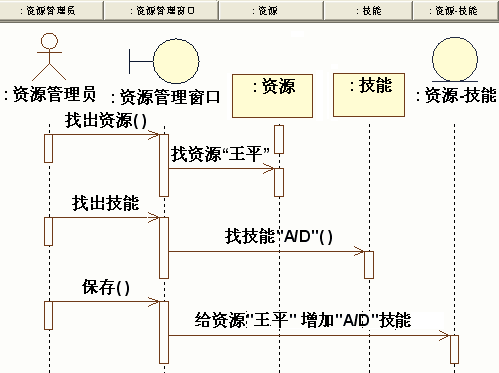 : 资源管理员
: 资源管理窗口
: 资源
: 技能
: 资源-技能
: 资源管理员
: 资源管理窗口
: 资源
: 技能
: 资源-技能
找出资源( )
找资源“王平”
找出技能
找技能"A/D"( )
保存( )
给资源"王平" 增加"A/D"技能